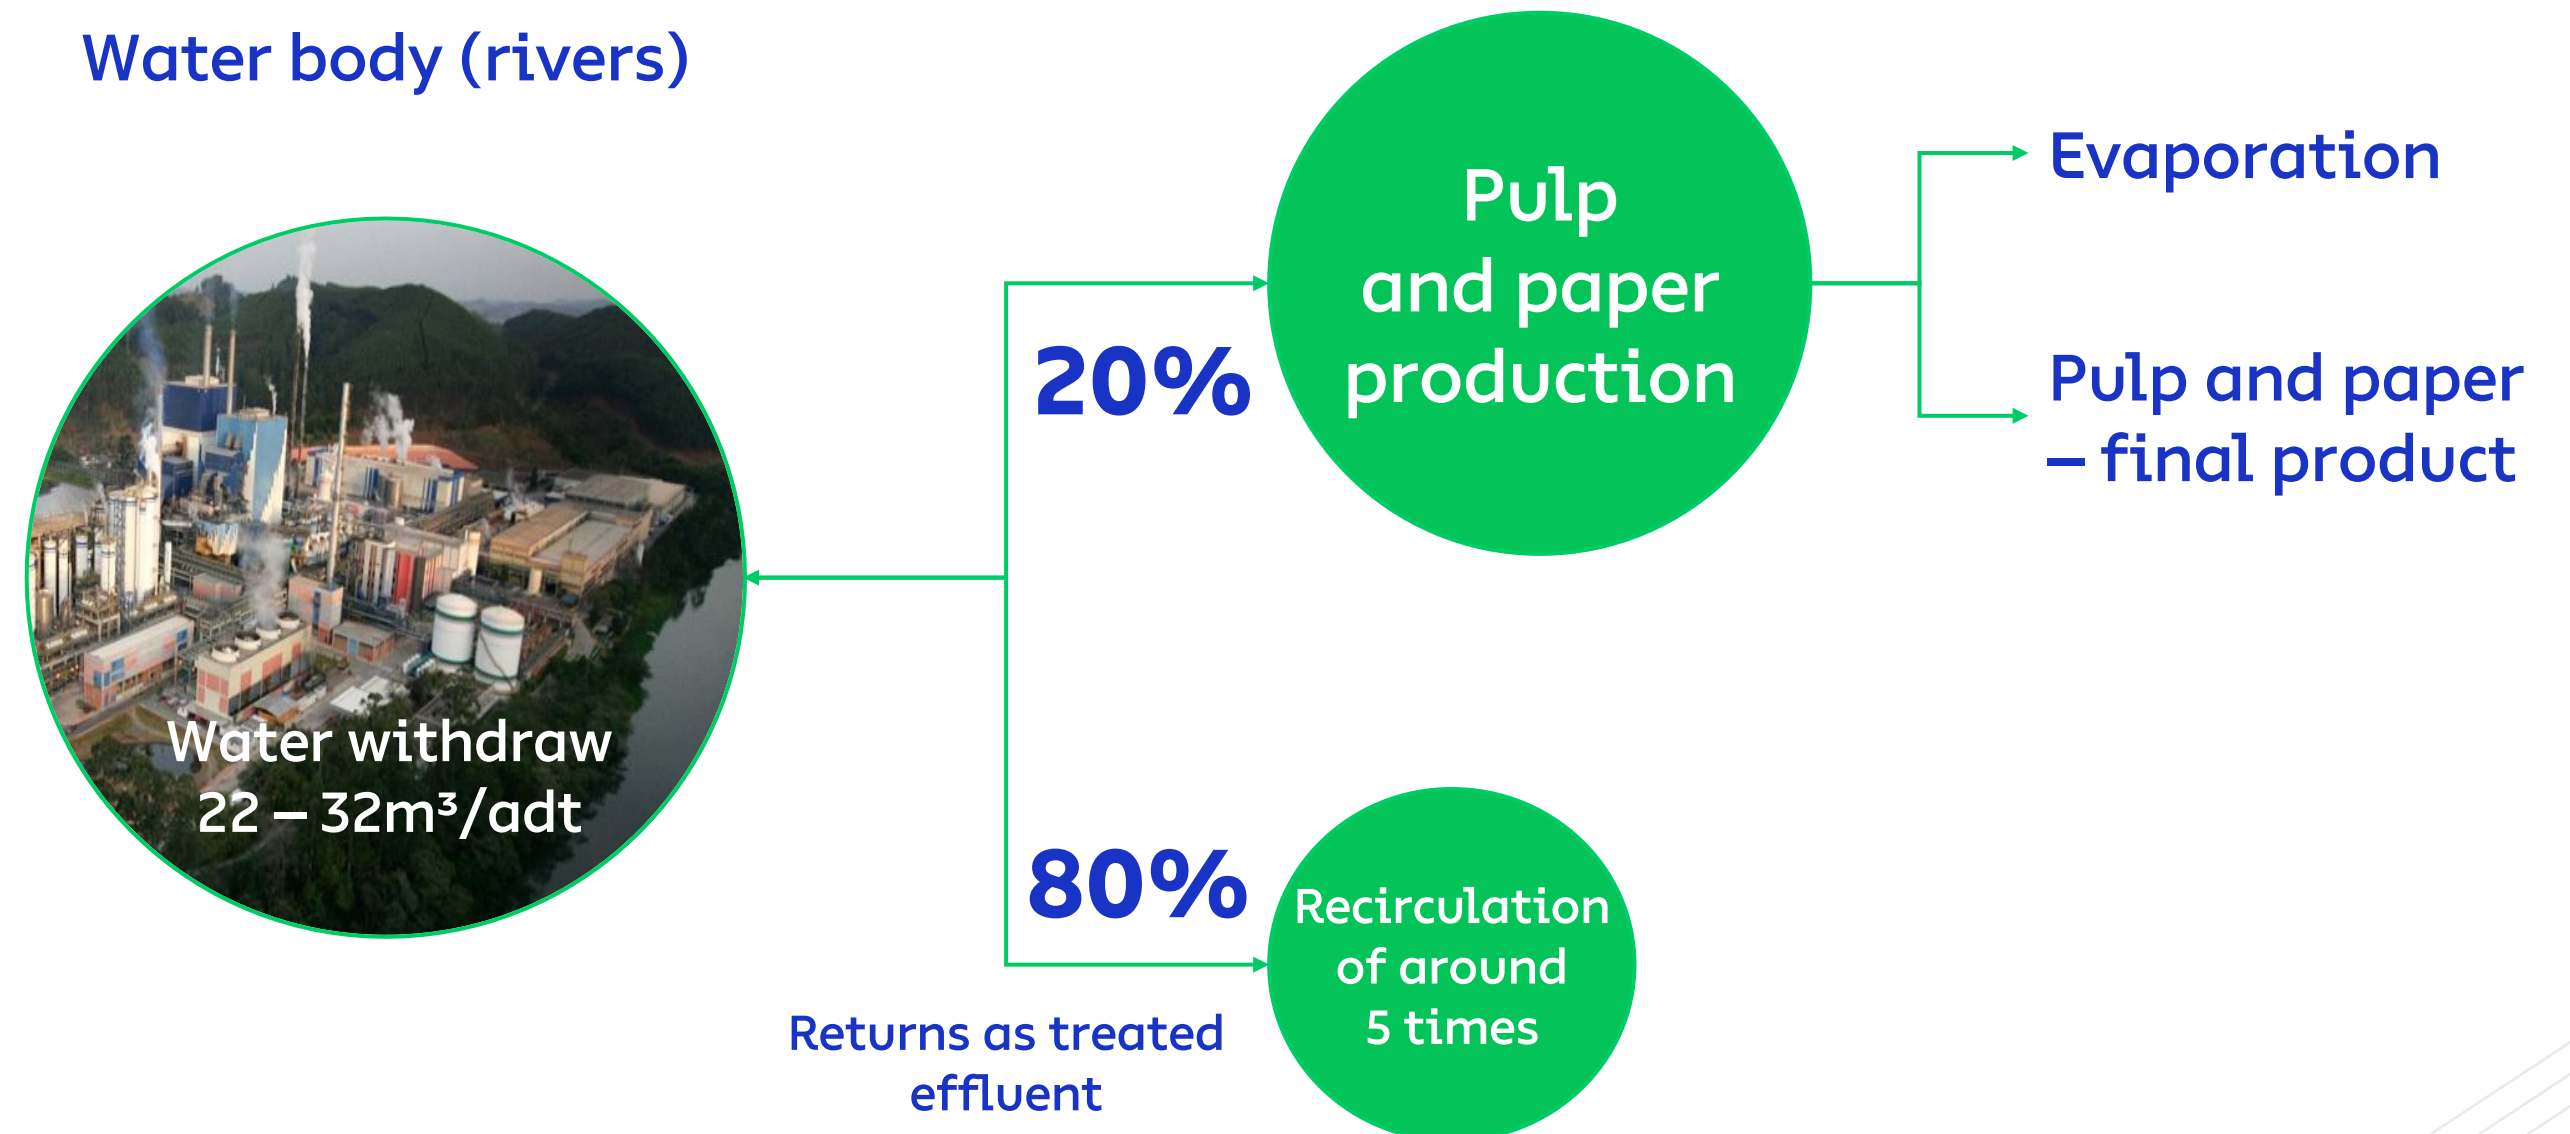 Water body (rivers)
Water withdraw
22 – 32m³/adt
20%
Pulp
and paper
production
Evaporation
Pulp and paper
– final product
80%
Recirculation
of around
5 times
Returns as treated
effluent